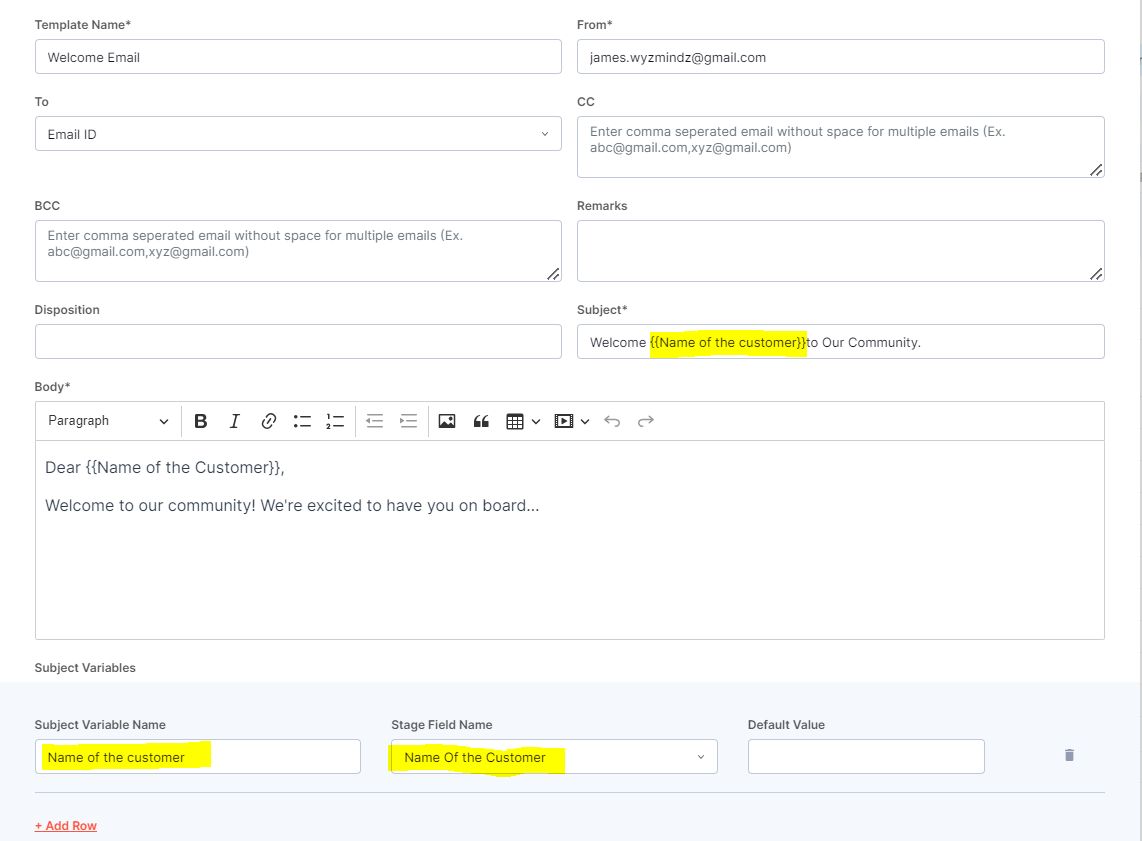 Template Name*
From*
Welcome Email
james.wyzmindz@gmail.com
To
CC
Email ID
Enter comma seperated email without space for multiple emails (Ex.
abc@gmail.com,xyz@gmail.com)
BCC
Remarks
Enter comma seperated email without space for multiple emails (Ex.
abc@gmail.com,xyz@gmail.com)
Disposition
Subject*
Welcome {{Name of the customer}}to Our Community.
Body*
Paragraph
B I
Dear {{Name of the Customer}},
Welcome to our community! We're excited to have you on board...
Subject Variables
Subject Variable Name
Stage Field Name
Default Value
Name of the customer
Name Of the Customer
+ Add Row